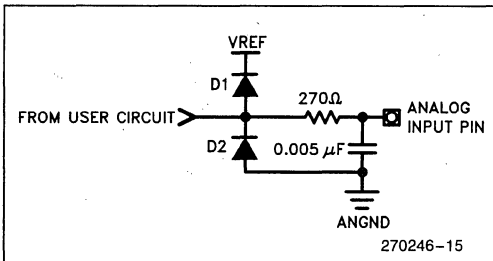 VREF
D1
270Ω
FROM USER CIRCUIT
ANALOG
INPUT PIN
D2
0.005 μF
ANGND
270246-15